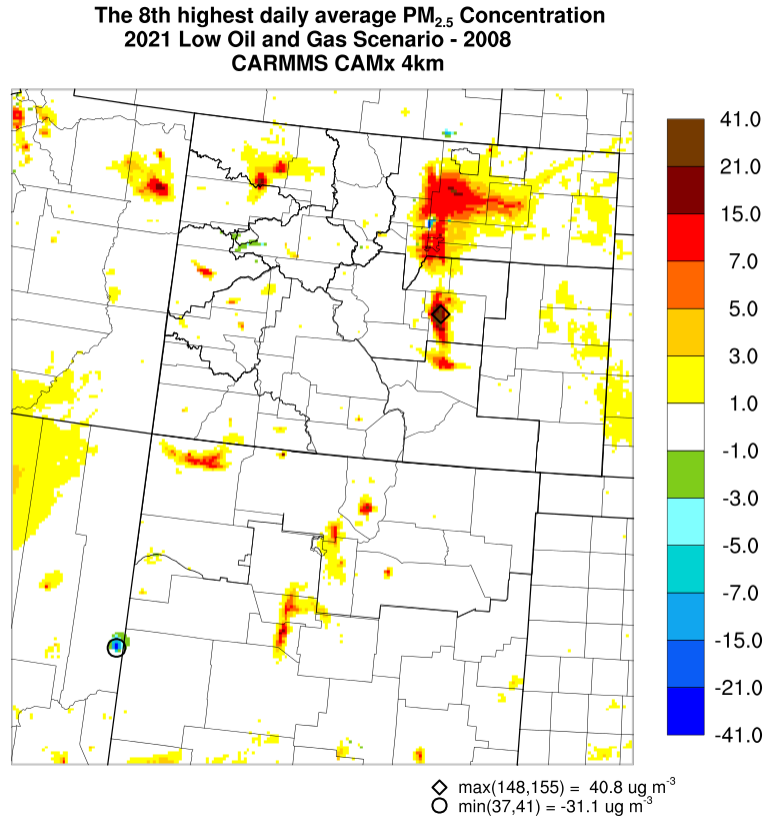 The 8th highest daily average PM2.5 Concentration
2021 Low Oil and Gas Scenario - 2008
CARMMS CAMx 4km
41.0
21.0
15.0
7.0
5.0
3.0
1.0
-1.0
-3.0
-5.0
-7.0
-15.0
-21.0
-41.0
max(148,155) = 40.8 ug m-3
min(37,41) = -31.1 ug m-3